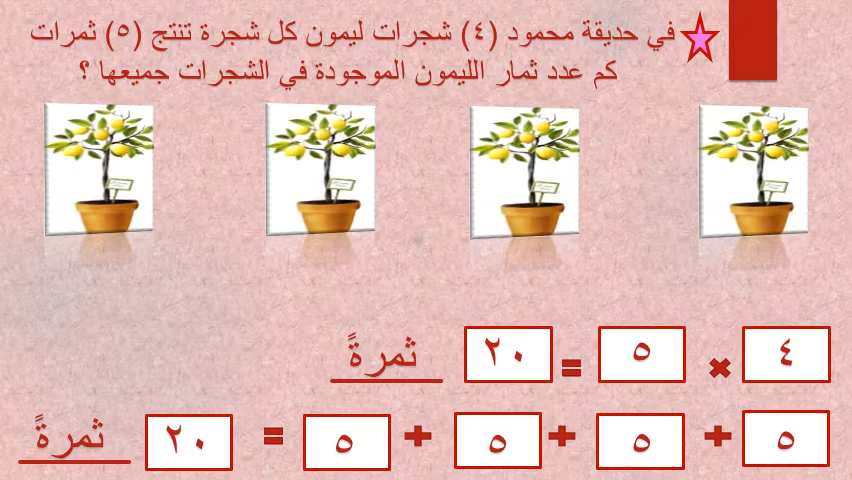 في حديقة محمود (٤) شجرات ليمون كل شجرة تنتج (٥) ثمرات
كم عدد ثمار الليمون الموجودة في الشجرات جميعها ؟
٤ × ٥ = ٢٠ ثمرةً
٥ + ٥ + ٥ + ٥ = ٢٠ ثمرةً